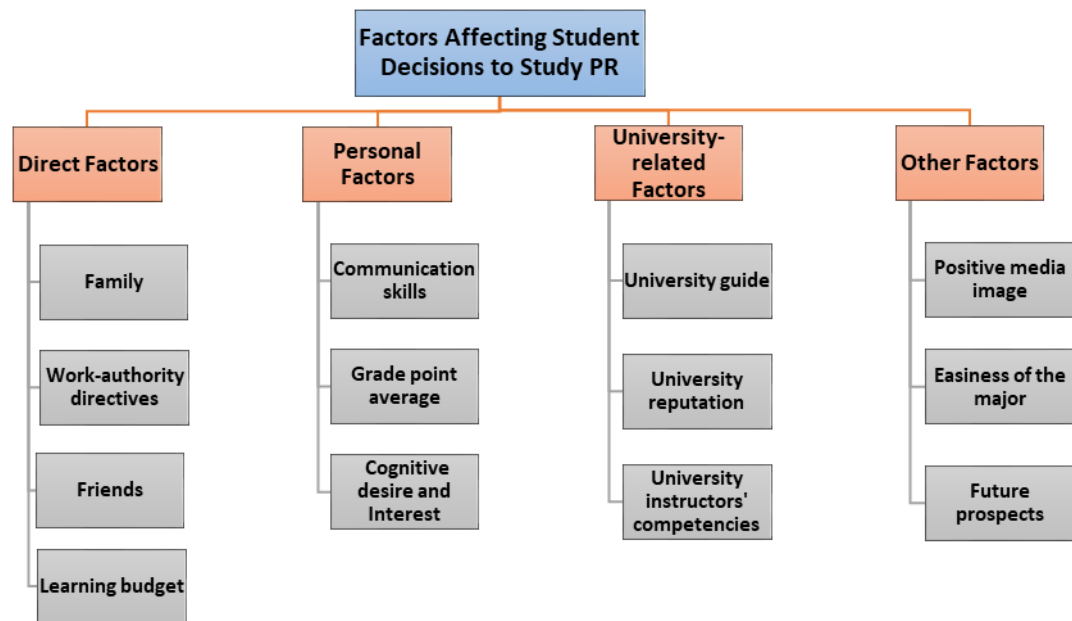 Factors Affecting Student
Decisions to Study PR
Direct Factors
Family
Work-authority
directives
Friends
Learning budget
Personal
Factors
Communication
skills
Grade point
average
Cognitive
desire and
Interest
University-
related
Factors
University guide
University
reputation
University
instructors'
competencies
Other Factors
Positive media
image
Easiness of the
major
Future
prospects